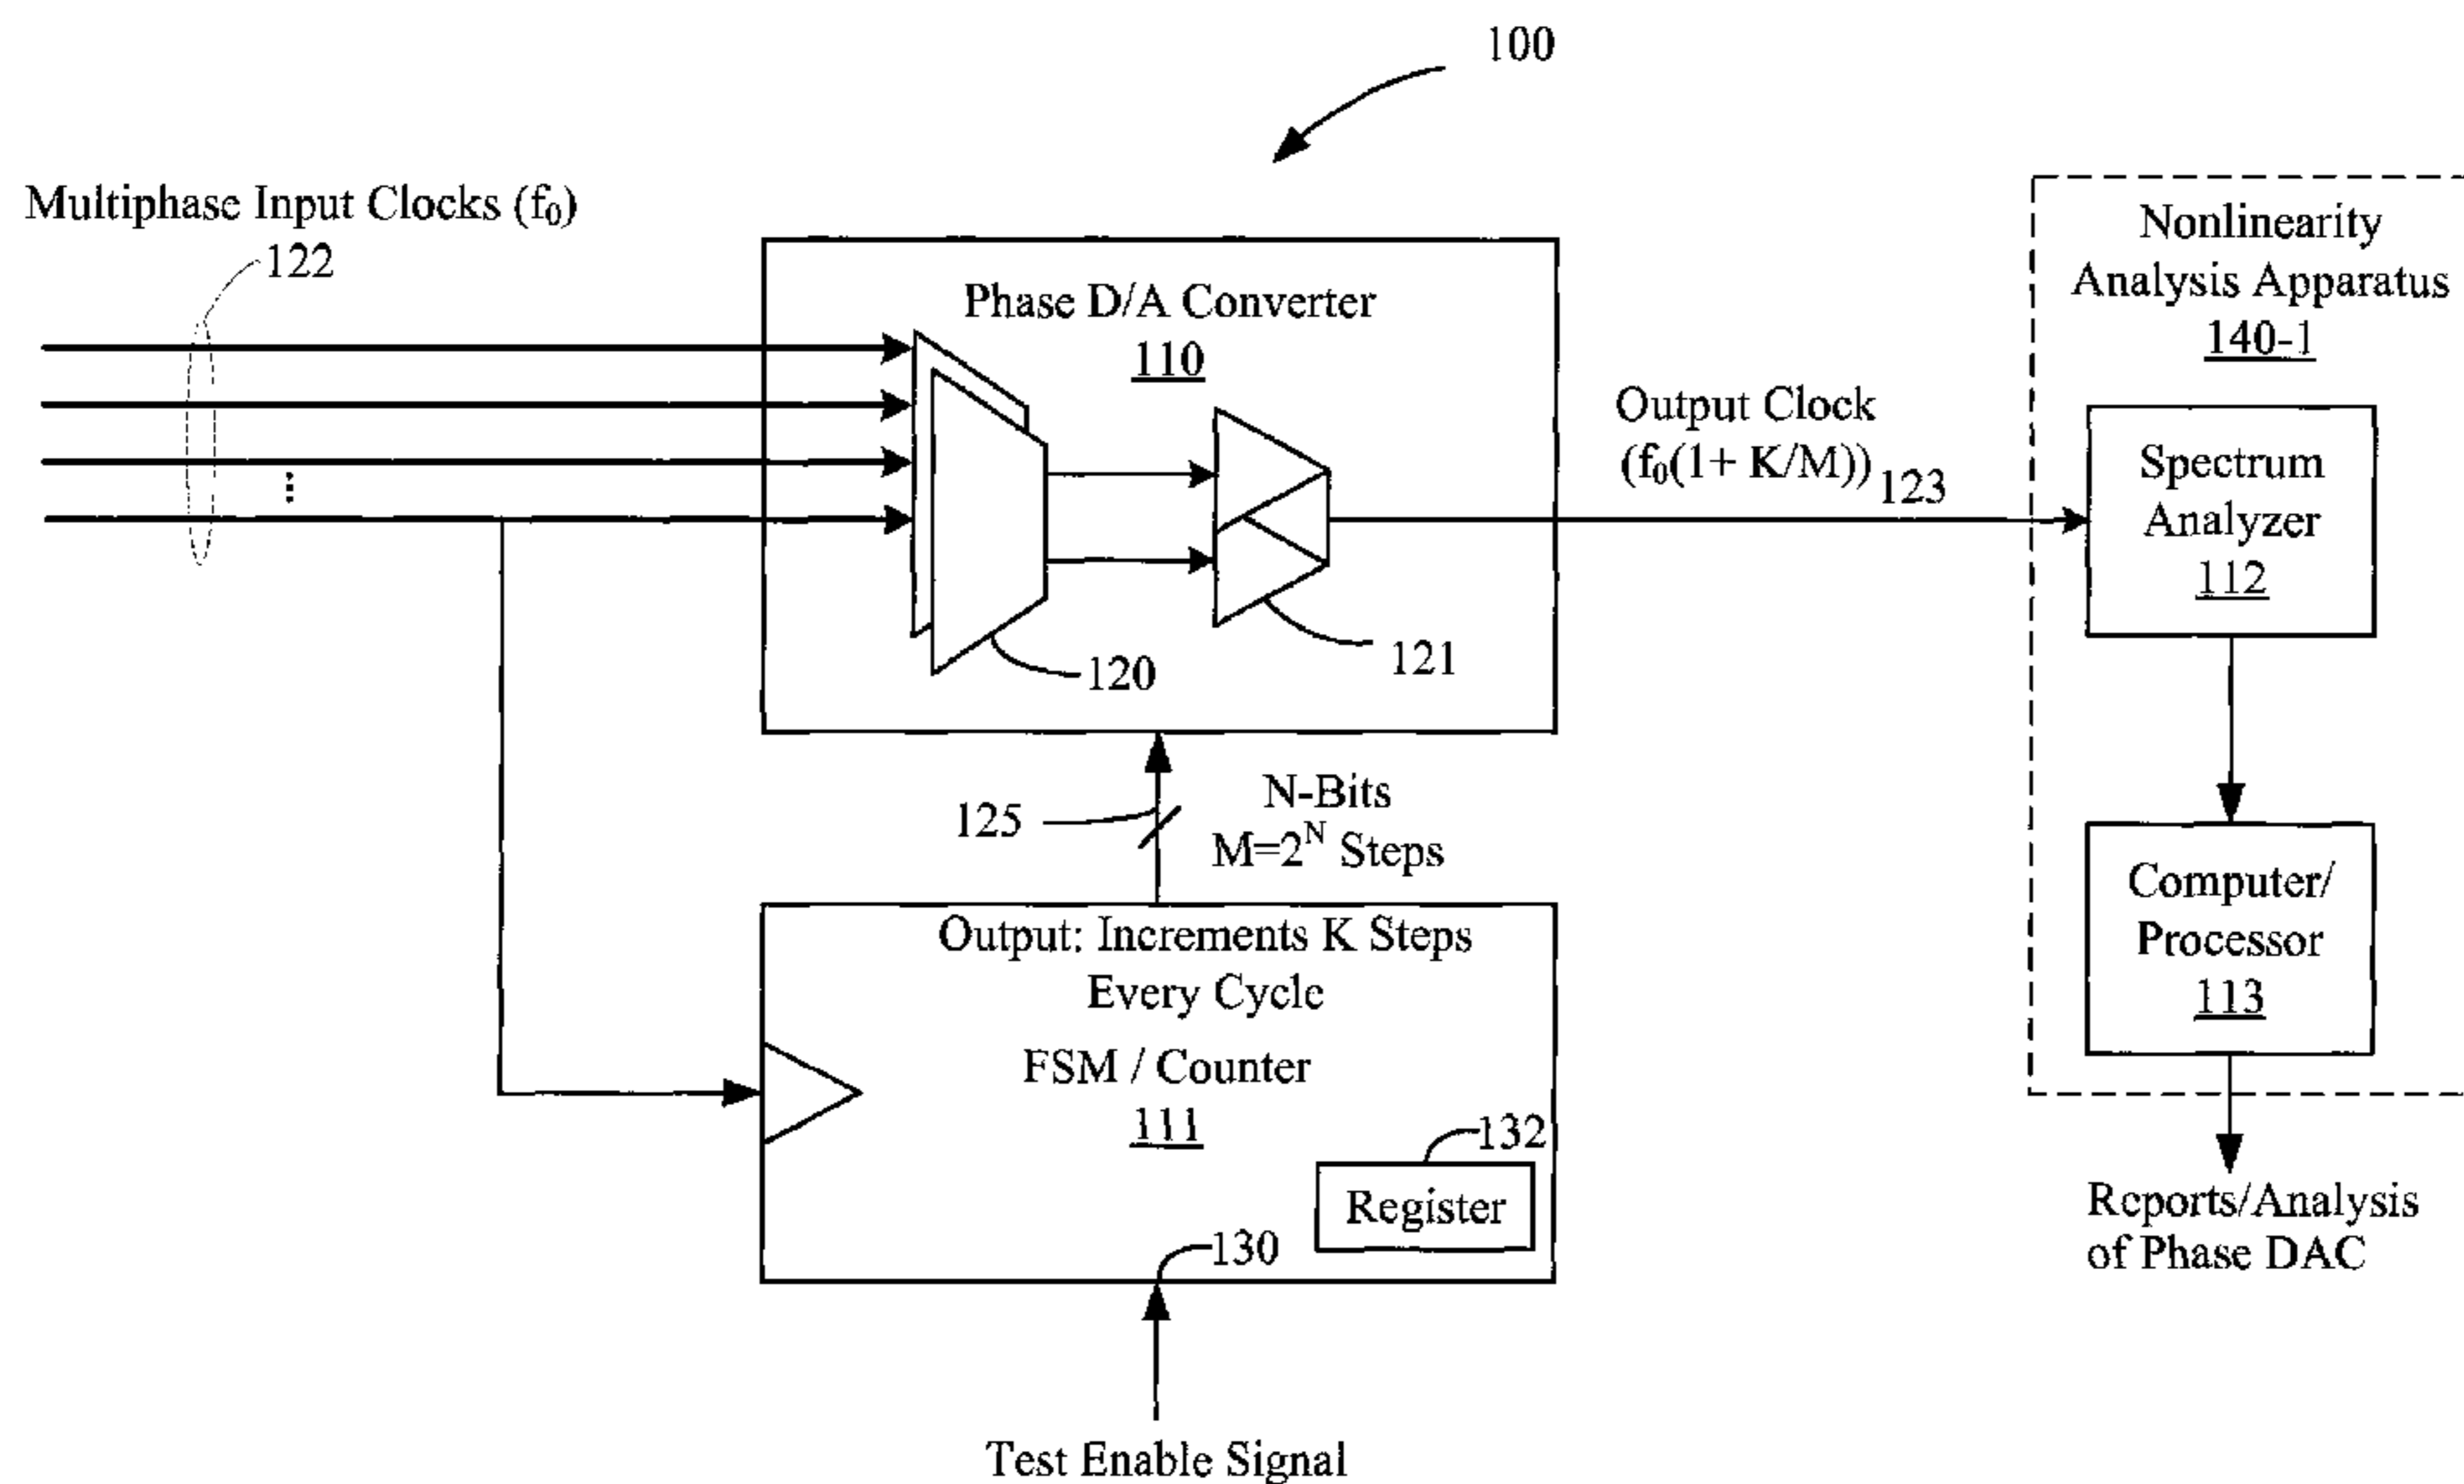 100
Multiphase Input Clocks (f₀)
122
Phase D/A Converter
110
120
121
Output Clock
(f₀(1+ K/M))
123
Nonlinearity
Analysis Apparatus
140-1
Spectrum
Analyzer
112
125
N-Bits
M=2ᴺ Steps
Output: Increments K Steps
Every Cycle
FSM / Counter
111
132
Register
130
Test Enable Signal
Computer/
Processor
113
Reports/Analysis
of Phase DAC